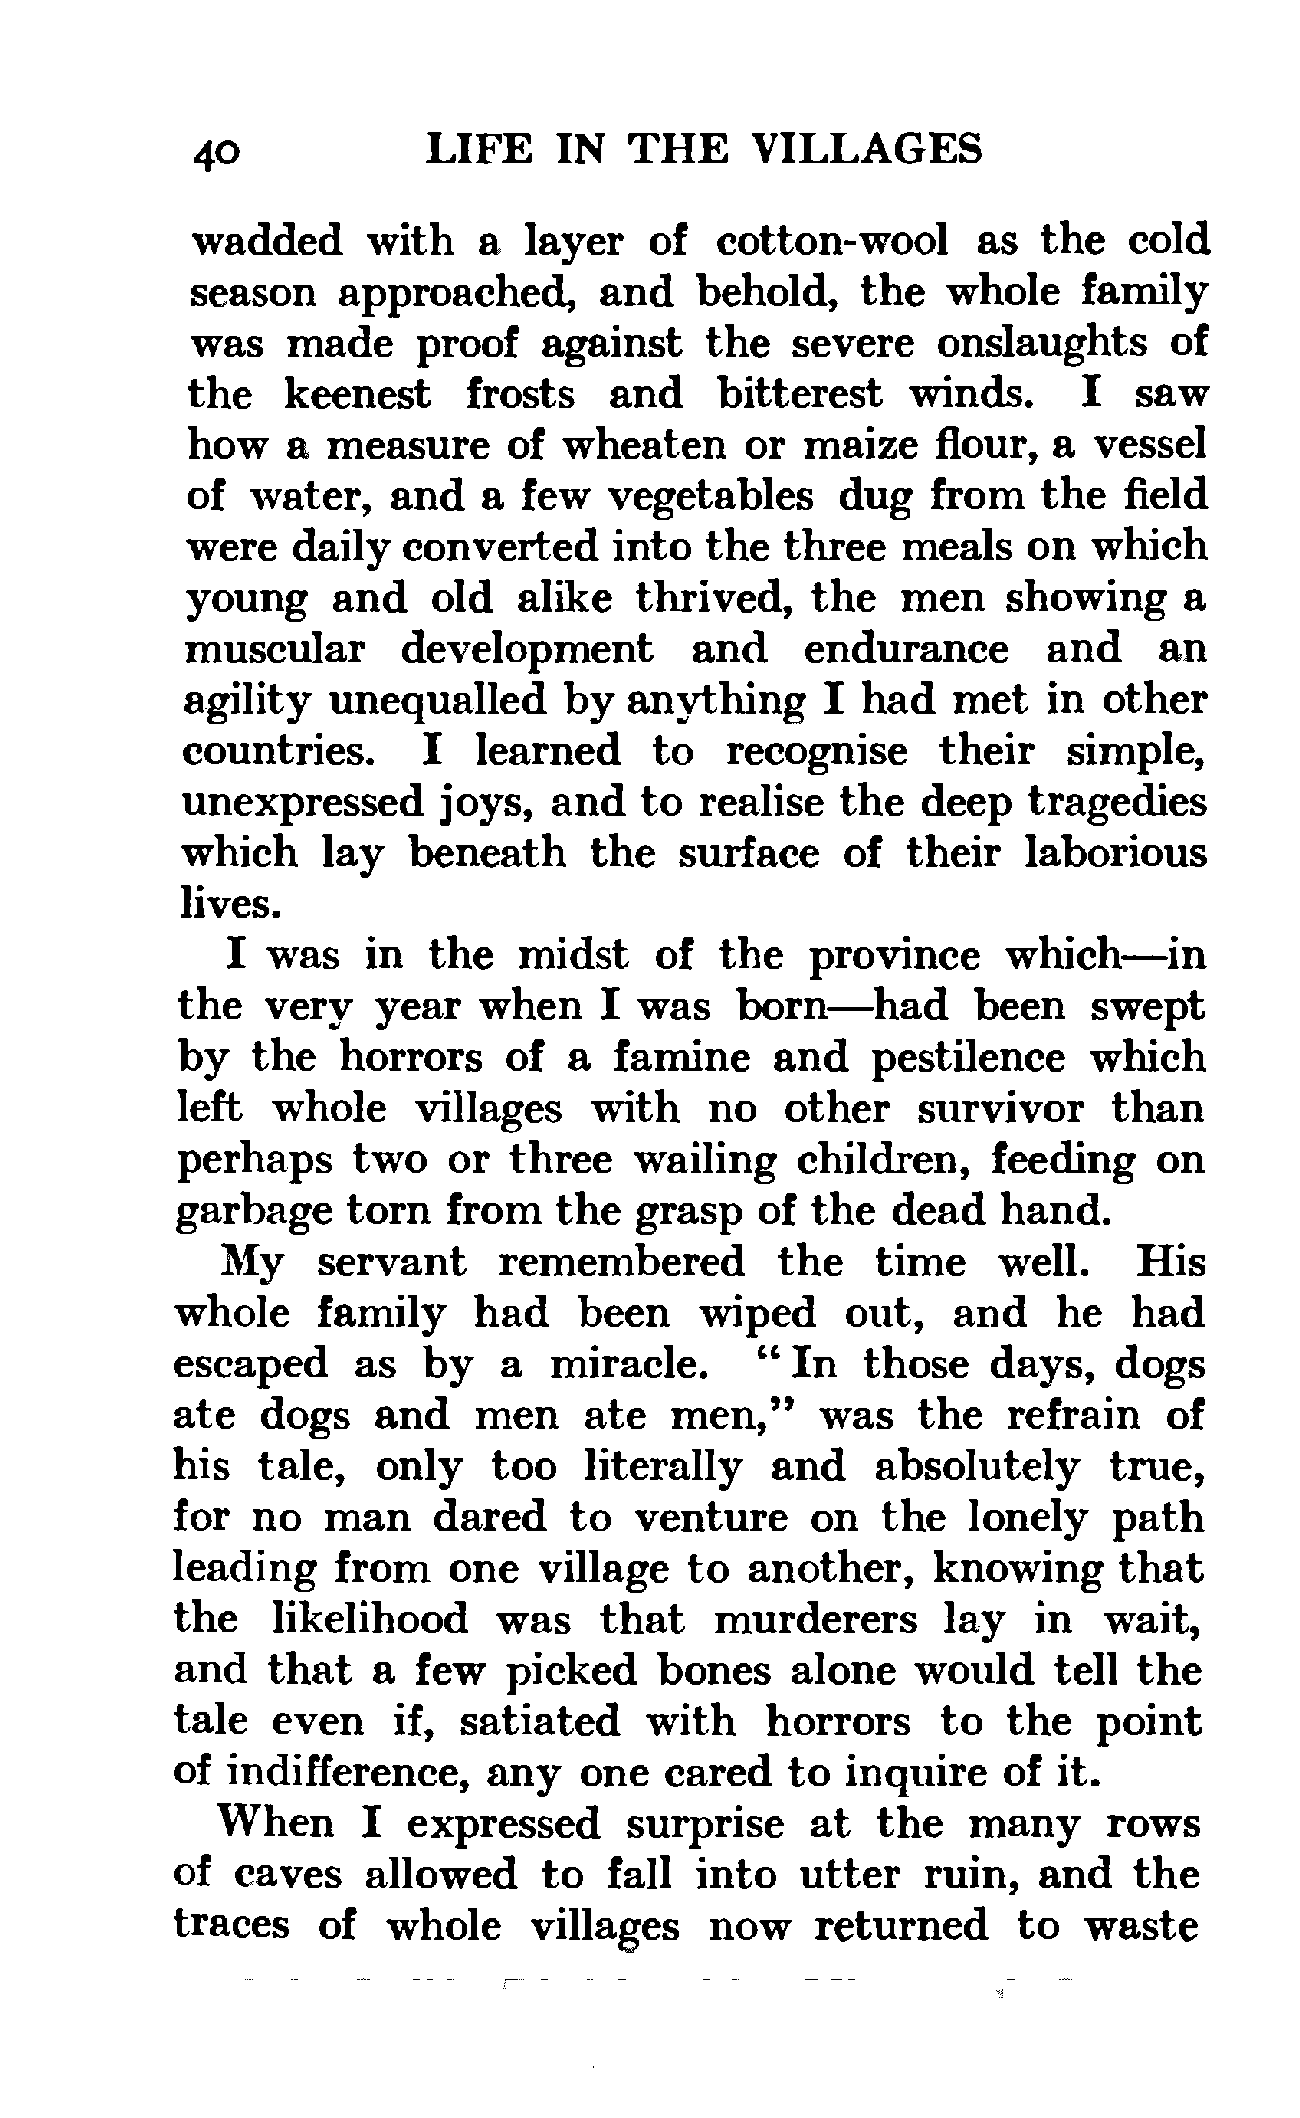 40 LIFE IN THE VILLAGES
wadded with a layer of cotton-wool as the cold
season approached, and behold, the whole family
was made proof against the severe onslaughts of
the keenest frosts and bitterest winds. I saw
how a measure of wheaten or maize flour, a vessel
of water, and a few vegetables dug from the field
were daily converted into the three meals on which
young and old alike thrived, the men showing a
muscular development and endurance and an
agility unequalled by anything I had met in other
countries. I learned to recognise their simple,
unexpressed joys, and to realise the deep tragedies
which lay beneath the surface of their laborious
lives.
I was in the midst of the province which—in
the very year when I was born—had been swept
by the horrors of a famine and pestilence which
left whole villages with no other survivor than
perhaps two or three wailing children, feeding on
garbage torn from the grasp of the dead hand.
My servant remembered the time well. His
whole family had been wiped out, and he had
escaped as by a miracle. “In those days, dogs
ate dogs and men ate men,” was the refrain of
his tale, only too literally and absolutely true,
for no man dared to venture on the lonely path
leading from one village to another, knowing that
the likelihood was that murderers lay in wait,
and that a few picked bones alone would tell the
tale even if, satiated with horrors to the point
of indifference, any one cared to inquire of it.
When I expressed surprise at the many rows
of caves allowed to fall into utter ruin, and the
traces of whole villages now returned to waste